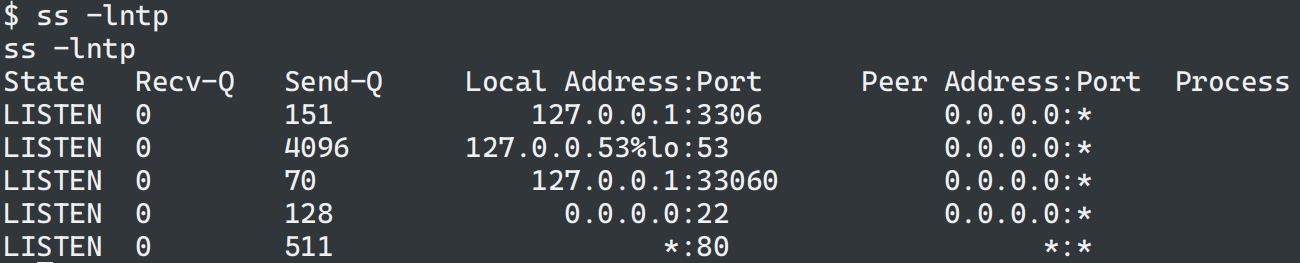 $ ss -lntp
ss -lntp
State   Recv-Q   Send-Q     Local Address:Port      Peer Address:Port  Process
LISTEN  0        151            127.0.0.1:3306           0.0.0.0:*
LISTEN  0        4096       127.0.0.53%lo:53             0.0.0.0:*
LISTEN  0        70             127.0.0.1:33060          0.0.0.0:*
LISTEN  0        128              0.0.0.0:22             0.0.0.0:*
LISTEN  0        511                    *:80                   *:*